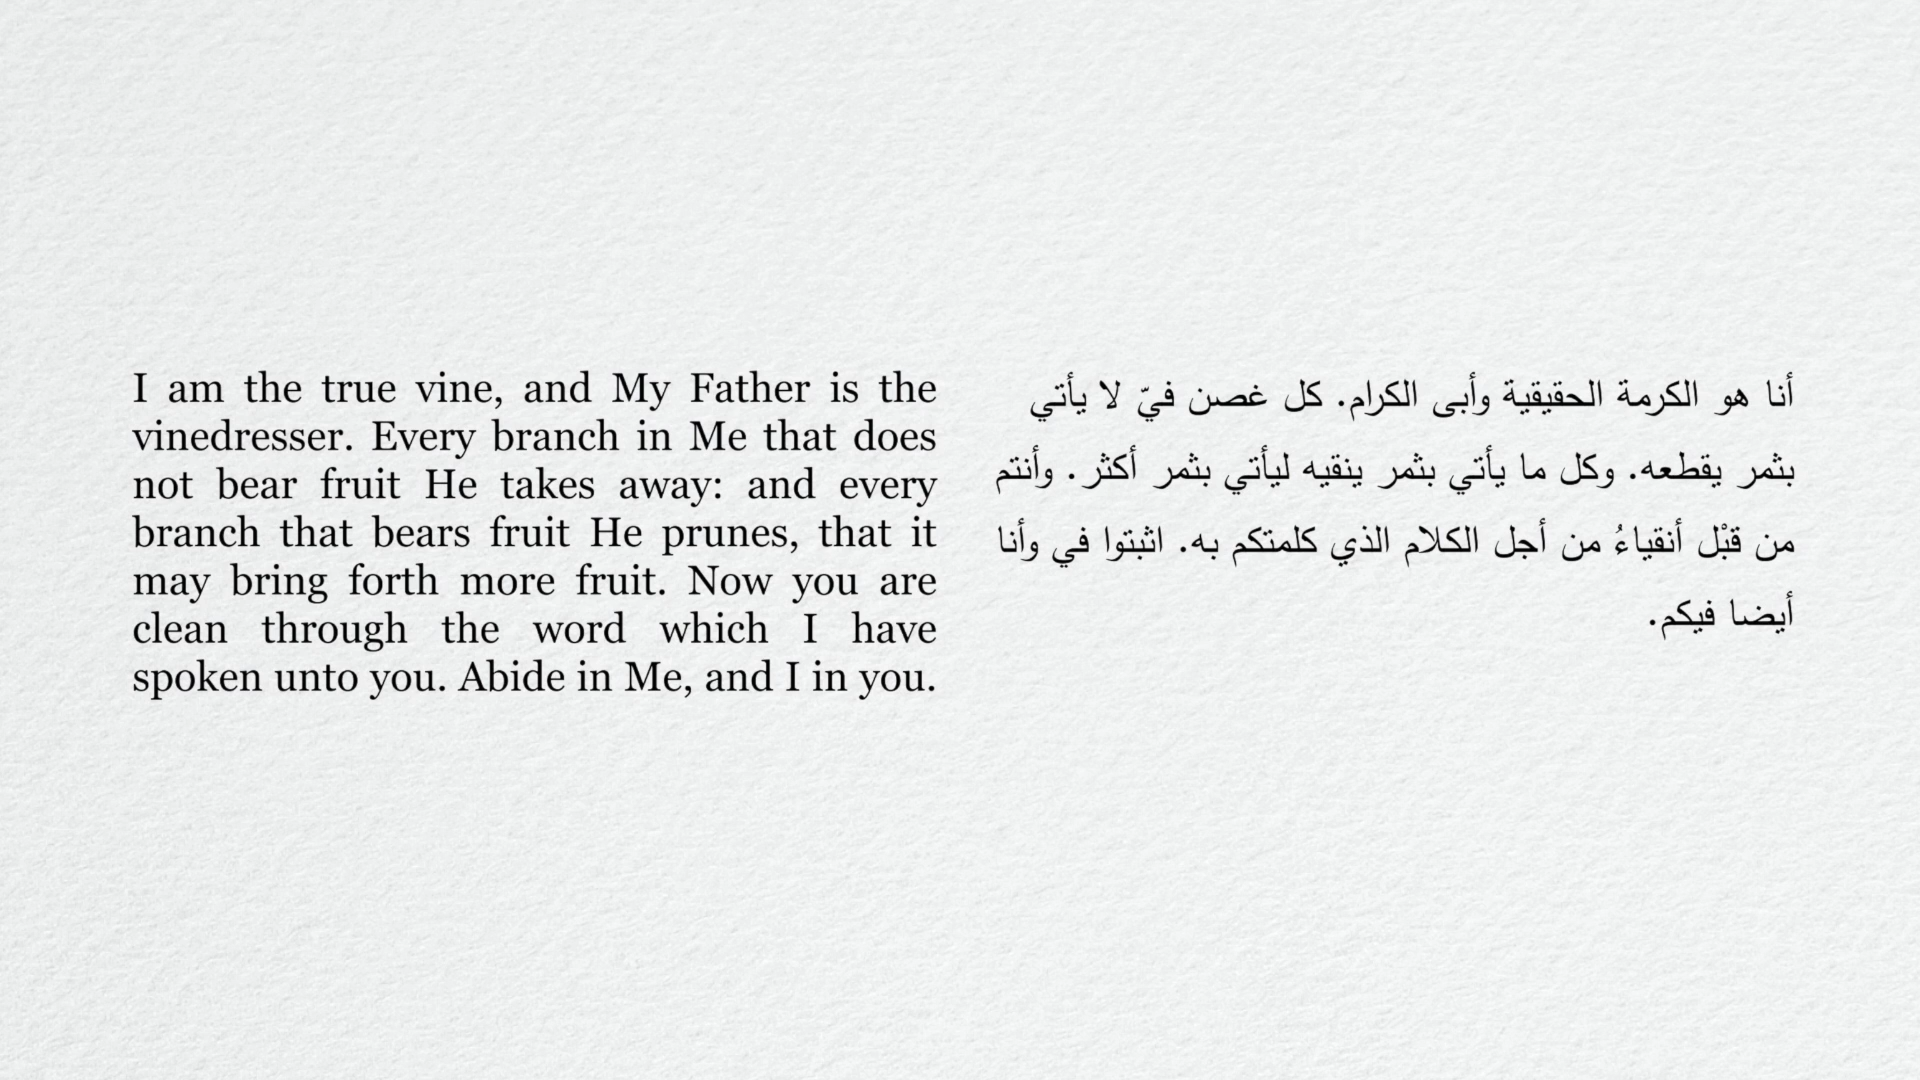 I am the true vine, and My Father is the
vinedresser. Every branch in Me that does
not bear fruit He takes away: and every
branch that bears fruit He prunes, that it
may bring forth more fruit. Now you are
clean through the word which I have
spoken unto you. Abide in Me, and I in you.
أنا هو الكرمة الحقيقية وأبى الكرام. كل غصن فيّ لا يأتي
بثمر يقطعه. وكل ما يأتي بثمر ينقيه ليأتي بثمر أكثر. وأنتم
من قبْل أنقياءُ من أجل الكلام الذي كلمتكم به. اثبتوا في وأنا
أيضا فيكم.